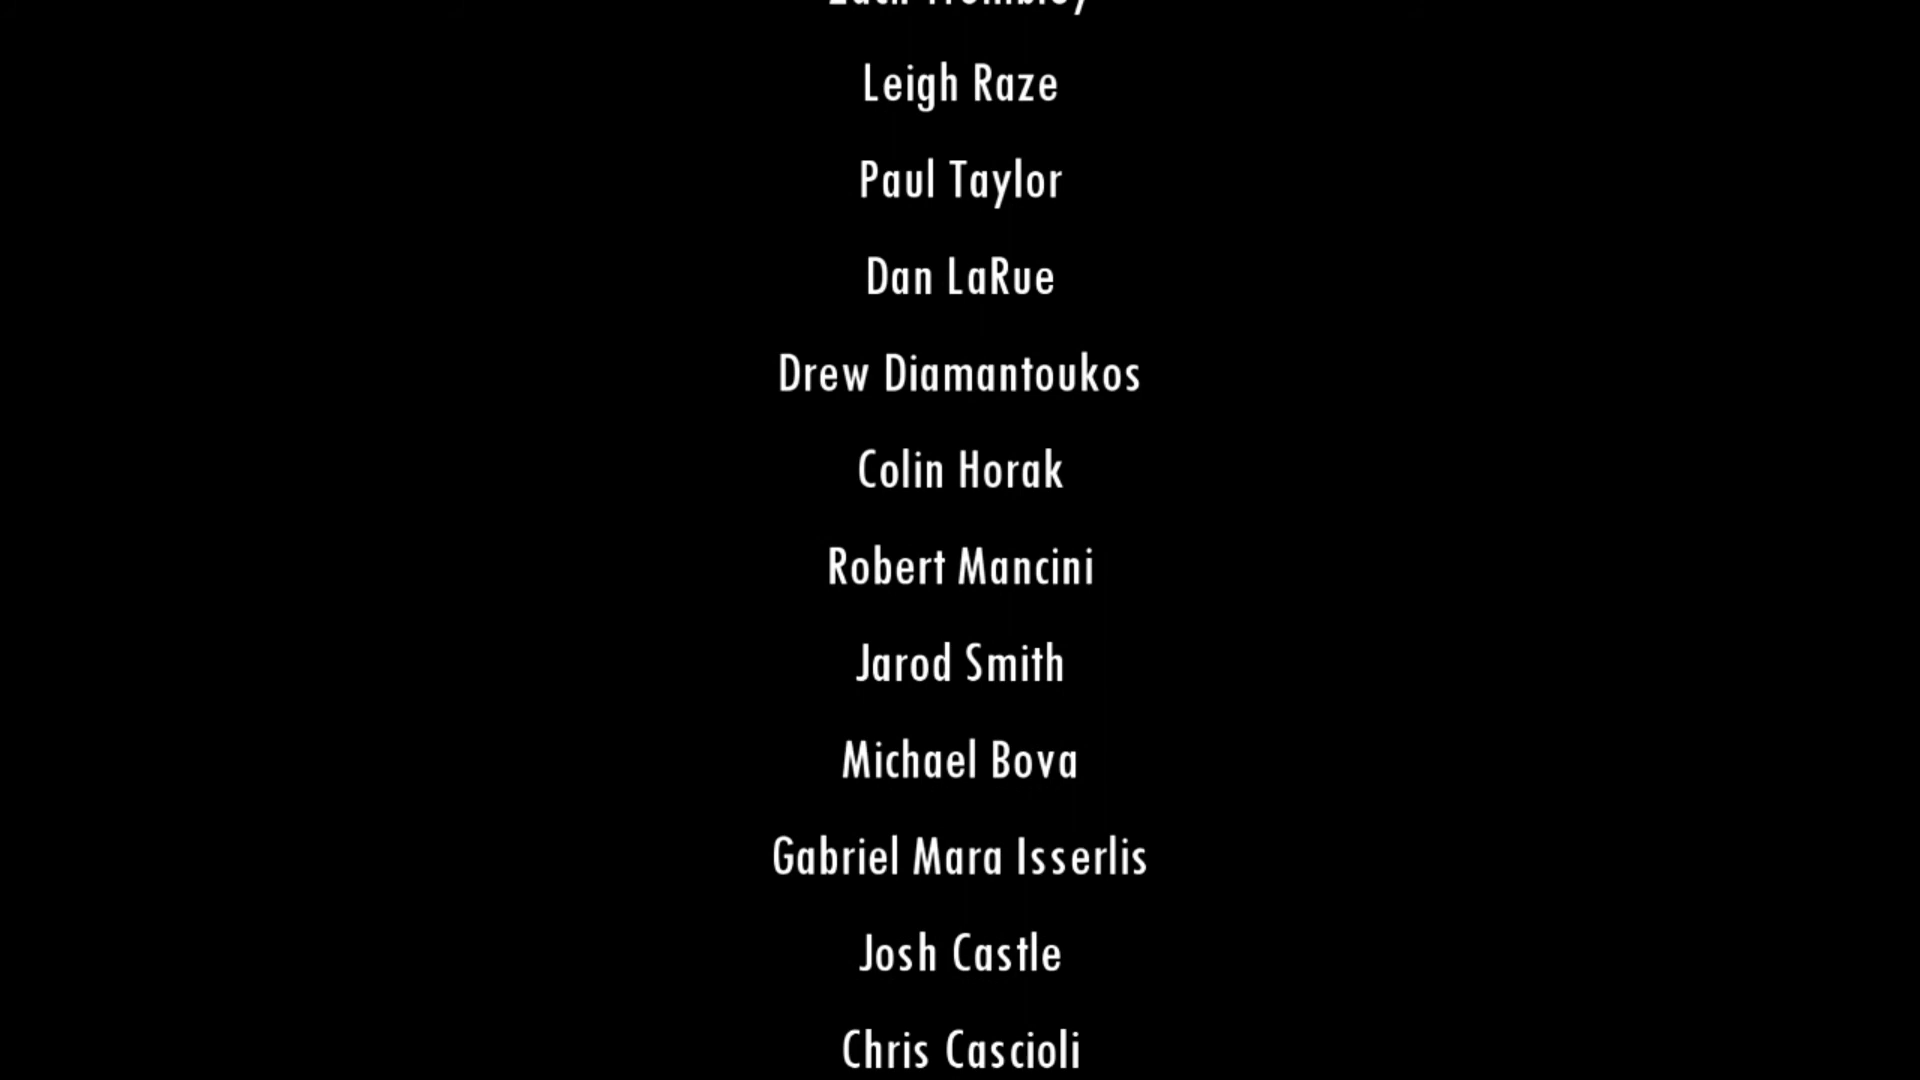 Leigh Raze
Paul Taylor
Dan LaRue
Drew Diamantoukos
Colin Horak
Robert Mancini
Jarod Smith
Michael Bova
Gabriel Mara Isserlis
Josh Castle
Chris Cascioli